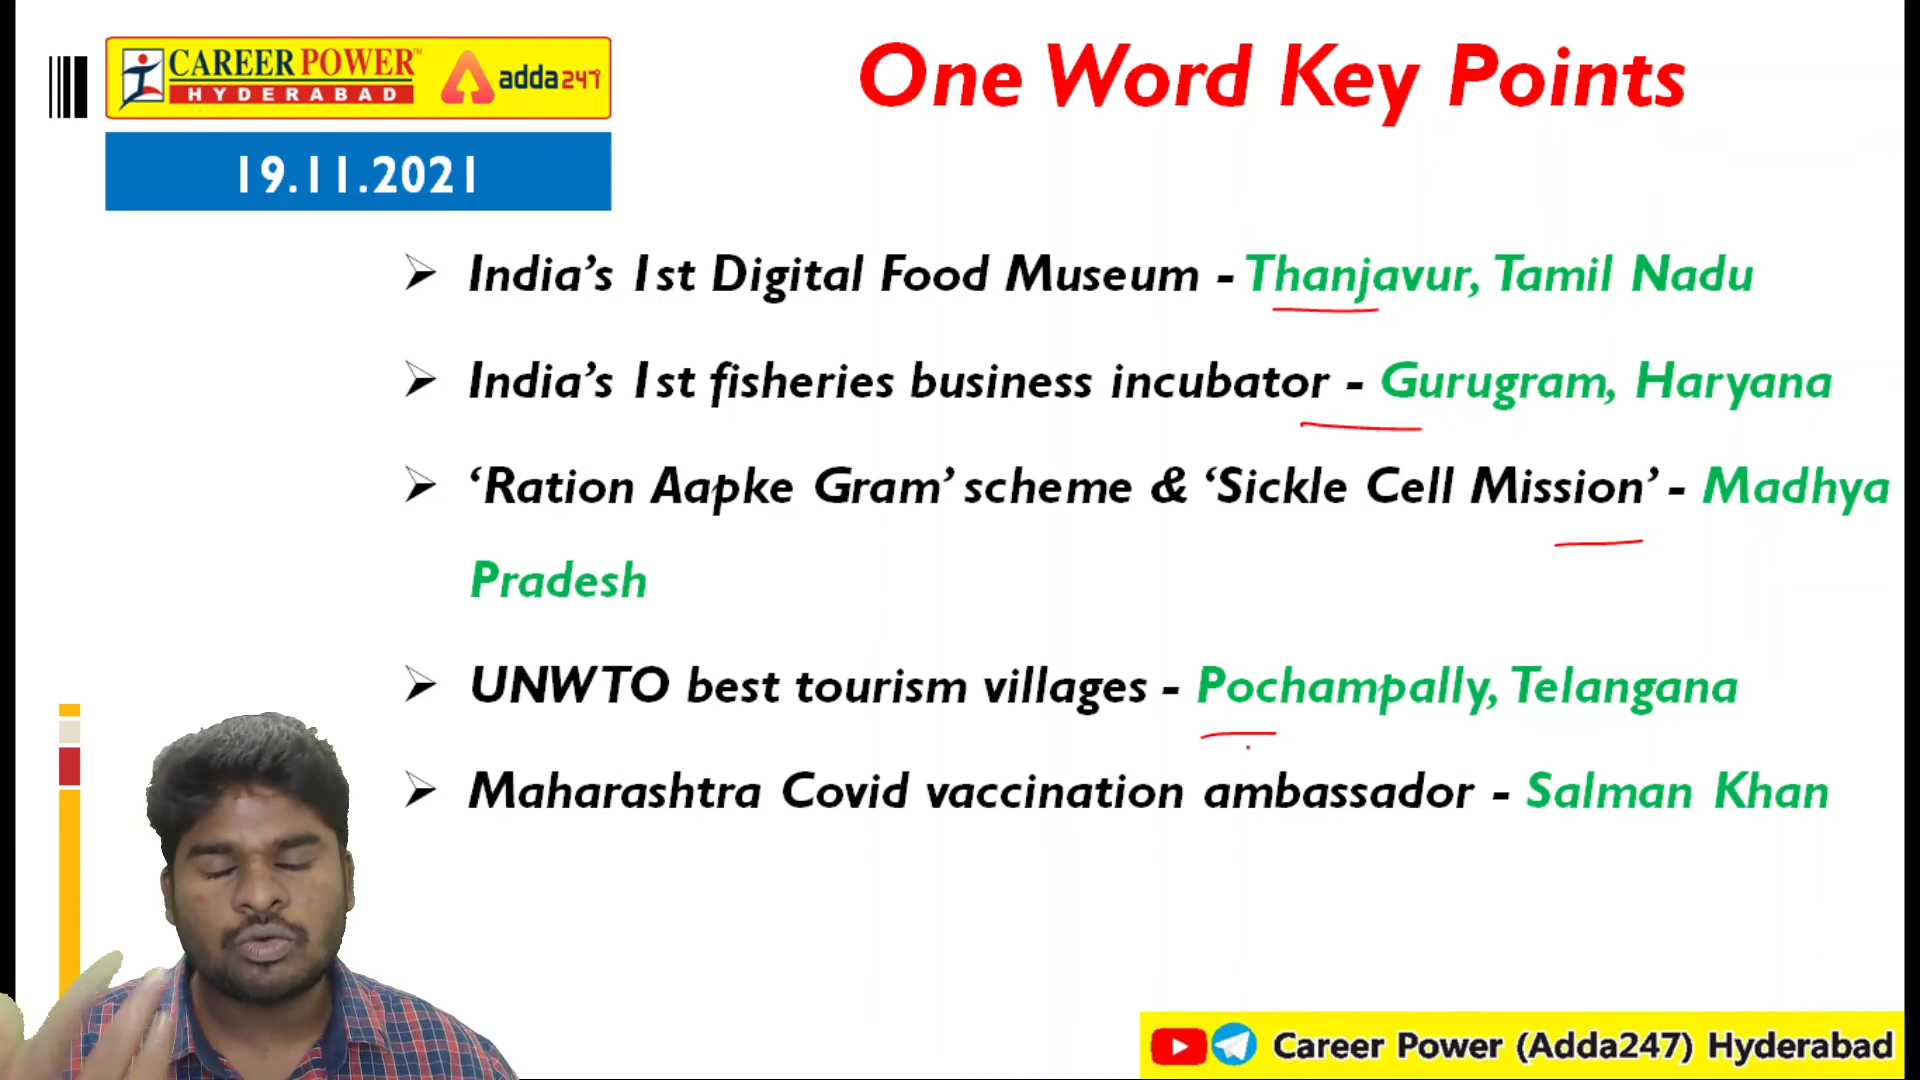 CAREER POWER
HYDERABAD
adda247
One Word Key Points
19.11.2021
India’s 1st Digital Food Museum - Thanjavur, Tamil Nadu
India’s 1st fisheries business incubator - Gurugram, Haryana
‘Ration Aapke Gram’ scheme & ‘Sickle Cell Mission’ - Madhya
Pradesh
UNWTO best tourism villages - Pochampally, Telangana
Maharashtra Covid vaccination ambassador - Salman Khan
Career Power (Adda247) Hyderabad